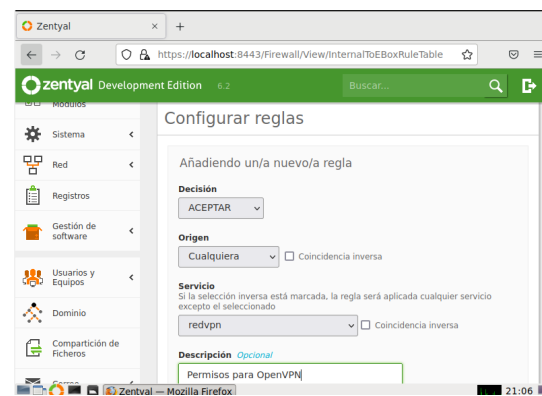 Zentyal
https://localhost:8443/Firewall/View/InternalToEBoxRuleTable
zentyal Development Edition 6.2
Buscar...
Módulos
Sistema
Red
Registros
Gestión de
software
Usuarios y
Equipos
Dominio
Compartición de
Ficheros
Correo
Configurar reglas
Añadiendo un/a nuevo/a regla
Decisión
ACEPTAR
Origen
Cualquiera
Coincidencia inversa
Servicio
Si la selección inversa está marcada, la regla será aplicada cualquier servicio
excepto el seleccionado
redvpn
Coincidencia inversa
Descripción Opcional
Permisos para OpenVPN
Zentyal — Mozilla Firefox
21:06